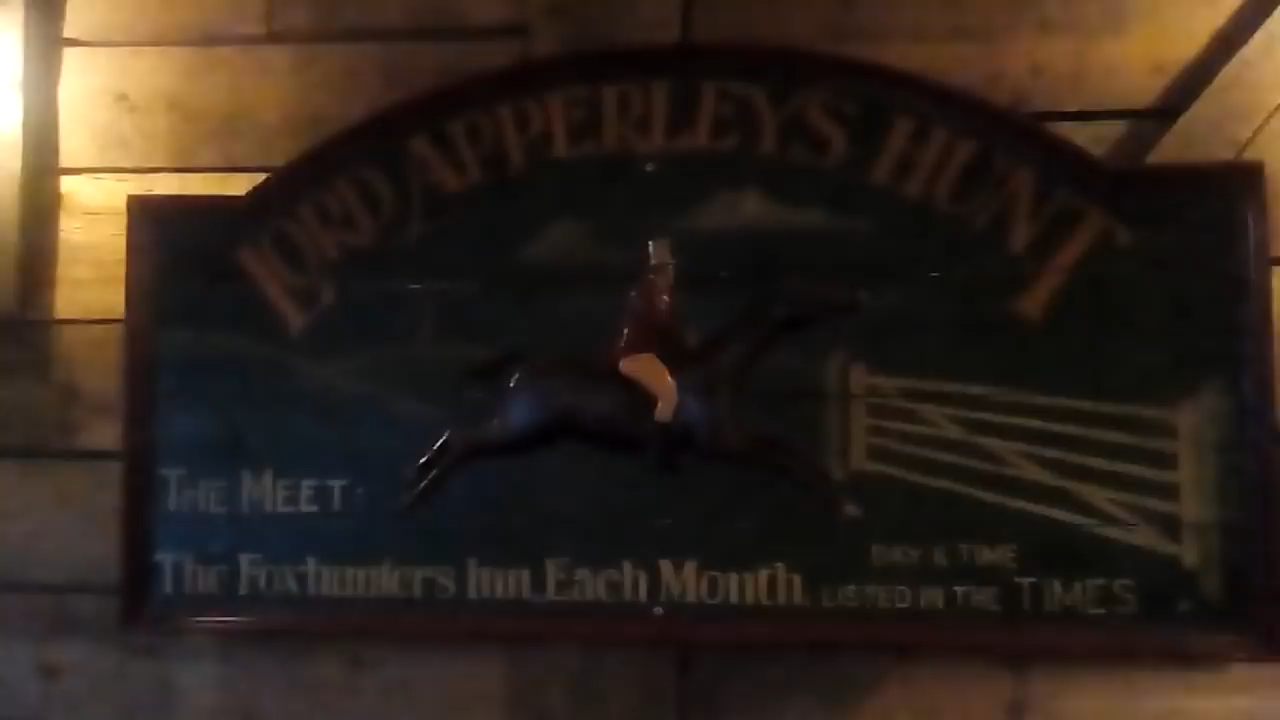 LORD APPERLEYS HUNT
THE MEET:
The Foxhunters Inn Each Month
DAY & TIME
LISTED IN THE TIMES